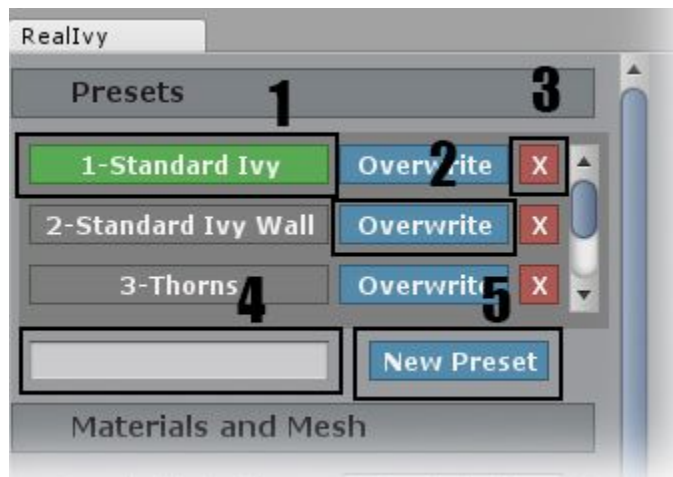 RealIvy
Presets 1 3
1-Standard Ivy Overwrite 2 X
2-Standard Ivy Wall Overwrite X
3-Thorns Overwrite X
4 5
New Preset
Materials and Mesh